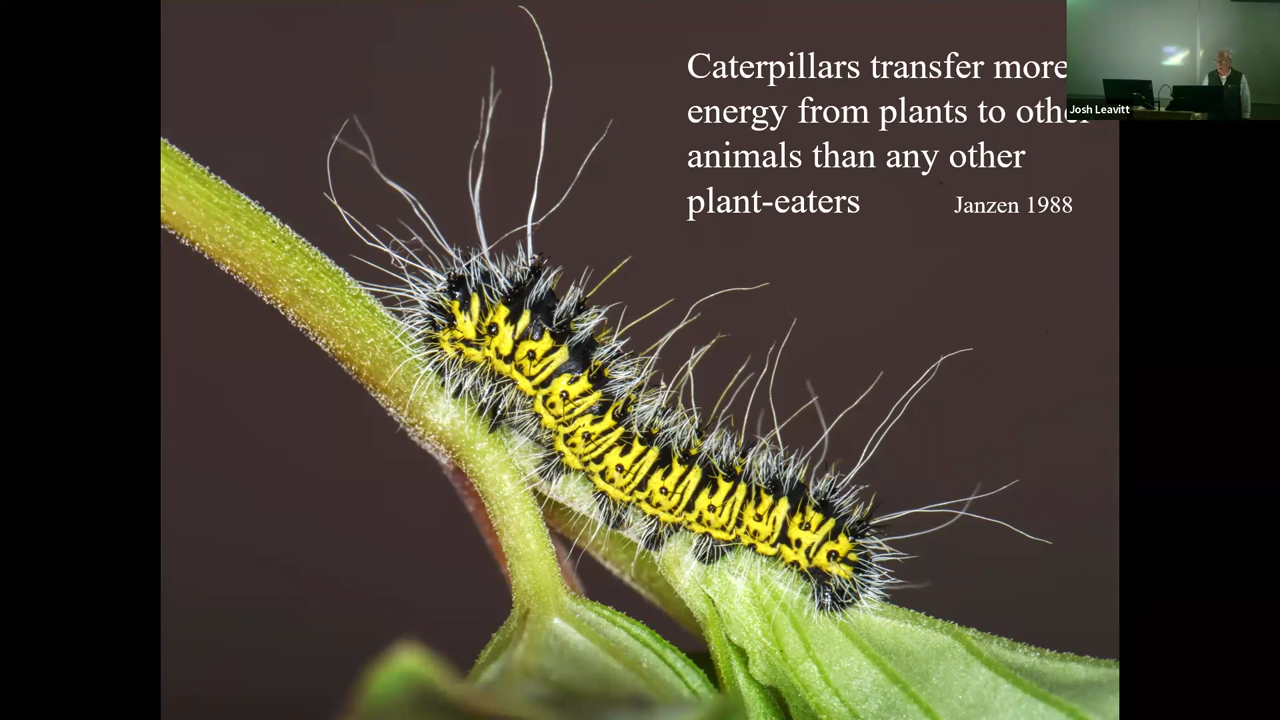 Caterpillars transfer more
energy from plants to other
animals than any other
plant-eaters Janzen 1988
Josh Leavitt